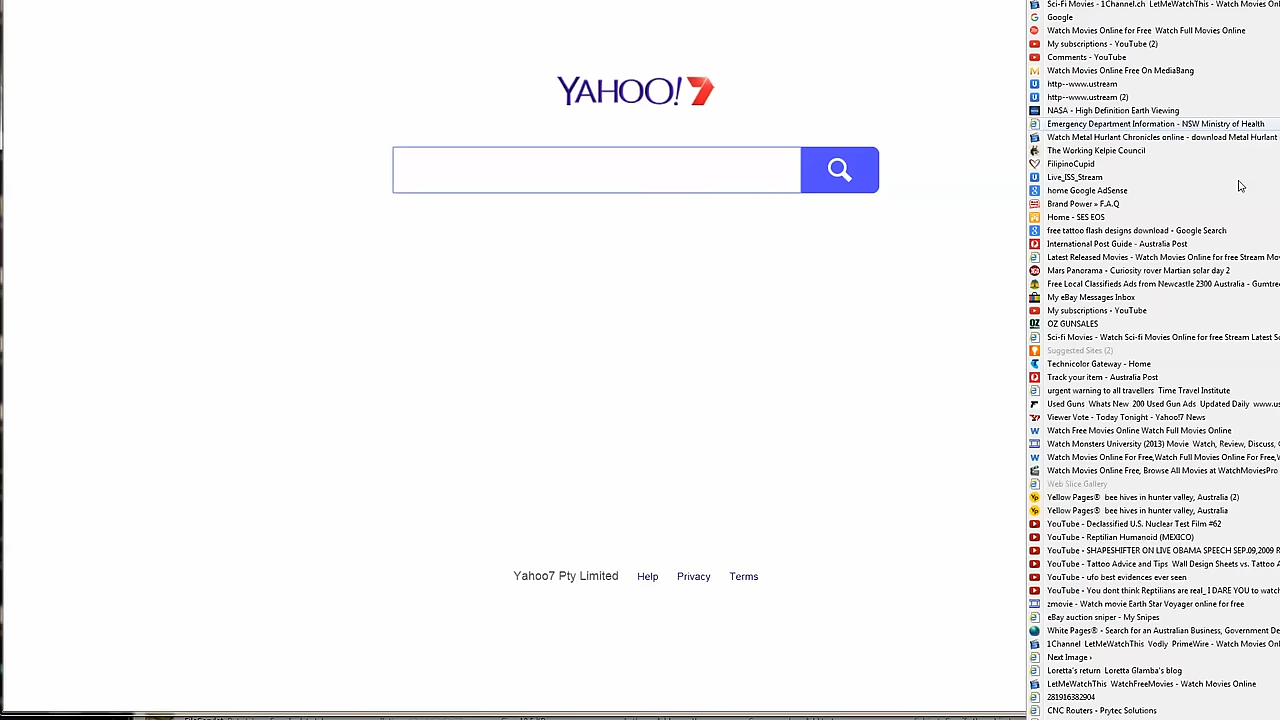 YAHOO!7
Yahoo7 Pty Limited Help Privacy Terms
Sci-Fi Movies - 1Channel.ch LetMeWatchThis - Watch Movies Onl
Google
Watch Movies Online for Free Watch Full Movies Online
My subscriptions - YouTube (2)
Comments - YouTube
Watch Movies Online Free On MediaBang
http--www.ustream
http--www.ustream (2)
NASA - High Definition Earth Viewing
Emergency Department Information - NSW Ministry of Health
Watch Metal Hurlant Chronicles online - download Metal Hurlant
The Working Kelpie Council
FilipinoCupid
Live_ISS_Stream
home Google AdSense
Brand Power » F.A.Q
Home - SES EOS
free tattoo flash designs download - Google Search
International Post Guide - Australia Post
Latest Released Movies - Watch Movies Online for free Stream Mov
Mars Panorama - Curiosity rover Martian solar day 2
Free Local Classifieds Ads from Newcastle 2300 Australia - Gumtre
My eBay Messages Inbox
My subscriptions - YouTube
OZ GUNSALES
Sci-fi Movies - Watch Sci-fi Movies Online for free Stream Latest Sc
Suggested Sites (2)
Technicolor Gateway - Home
Track your item - Australia Post
urgent warning to all travellers Time Travel Institute
Used Guns Whats New 200 Used Gun Ads Updated Daily www.us
Viewer Vote - Today Tonight - Yahoo!7 News
Watch Free Movies Online Watch Full Movies Online
Watch Monsters University (2013) Movie Watch, Review, Discuss,
Watch Movies Online For Free,Watch Full Movies Online For Free,W
Watch Movies Online Free, Browse All Movies at WatchMoviesPro
Web Slice Gallery
Yellow Pages® bee hives in hunter valley, Australia (2)
Yellow Pages® bee hives in hunter valley, Australia
YouTube - Declassified U.S. Nuclear Test Film #62
YouTube - Reptilian Humanoid (MEXICO)
YouTube - SHAPESHIFTER ON LIVE OBAMA SPEECH SEP.09,2009 R
YouTube - Tattoo Advice and Tips Wall Design Sheets vs. Tattoo A
YouTube - ufo best evidences ever seen
YouTube - You dont think Reptilians are real_ I DARE YOU to watch
zmovie - Watch movie Earth Star Voyager online for free
eBay auction sniper - My Snipes
White Pages® - Search for an Australian Business, Government De
1Channel LetMeWatchThis Vodly PrimeWire - Watch Movies Onl
Next Image ›
Loretta's return Loretta Glamba's blog
LetMeWatchThis WatchFreeMovies - Watch Movies Online
281916382904
CNC Routers - Prytec Solutions